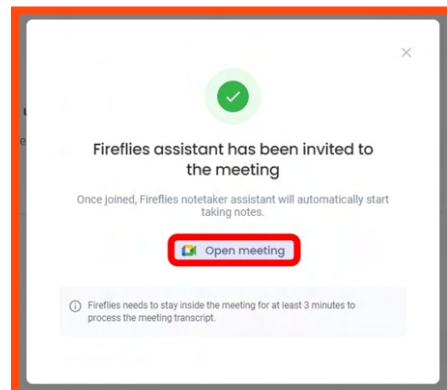 Fireflies assistant has been invited to
the meeting
Once joined, Fireflies notetaker assistant will automatically start
taking notes.
Open meeting
Fireflies needs to stay inside the meeting for at least 3 minutes to
process the meeting transcript.